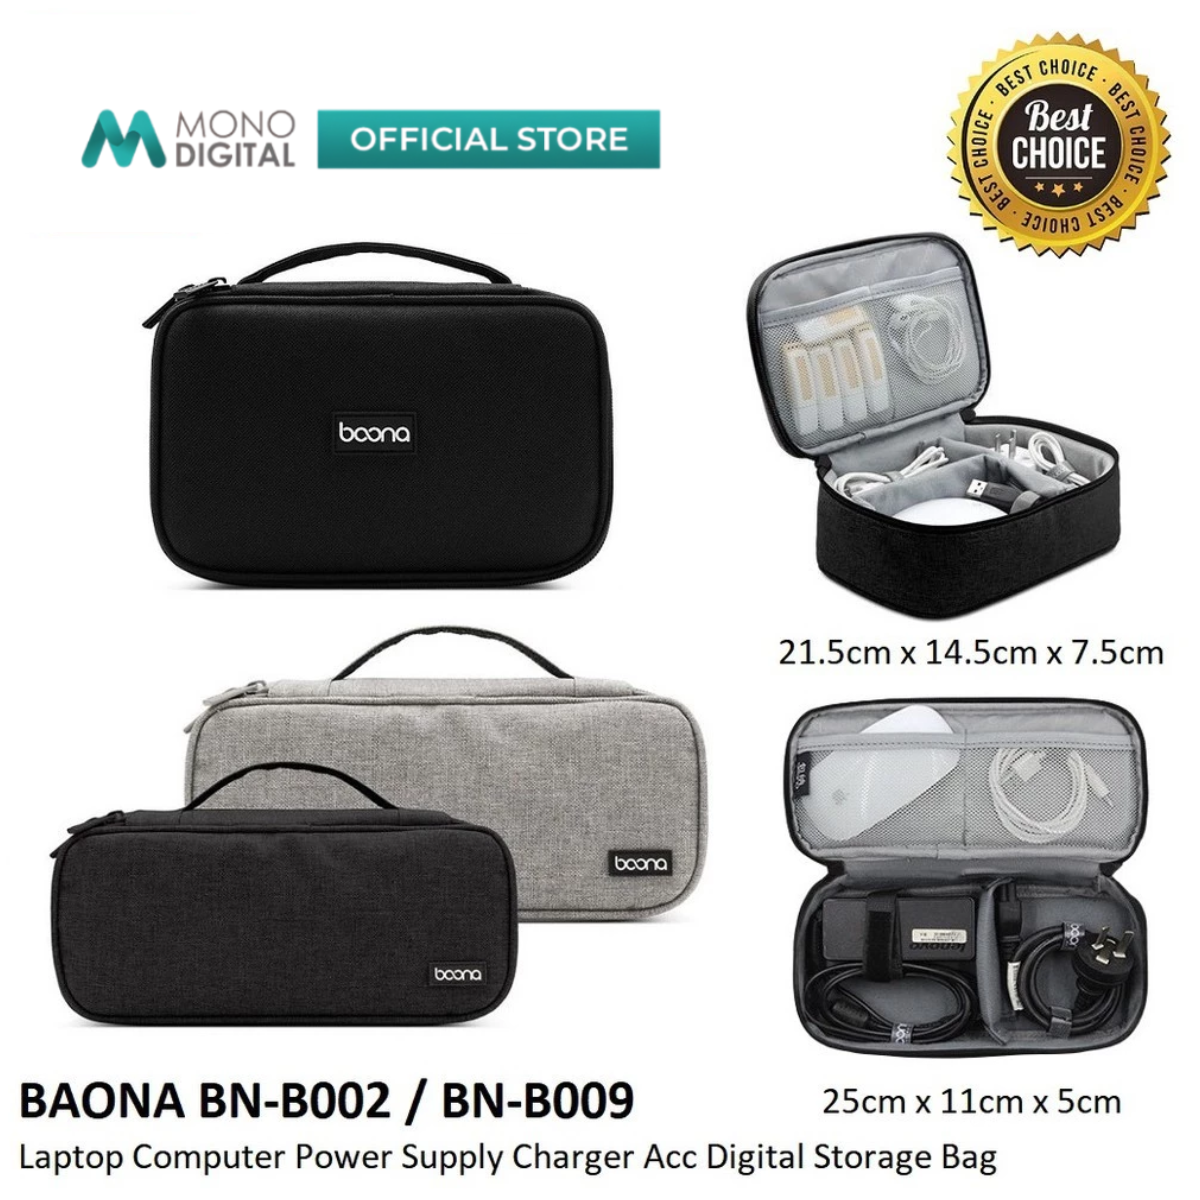 MONO
DIGITAL
OFFICIAL STORE
BEST CHOICE · BEST CHOICE · BEST CHOICE · BEST CHOICE ·
Best
CHOICE
baona
21.5cm x 14.5cm x 7.5cm
baona
baona
lenovo
25cm x 11cm x 5cm
BAONA BN-B002 / BN-B009
Laptop Computer Power Supply Charger Acc Digital Storage Bag